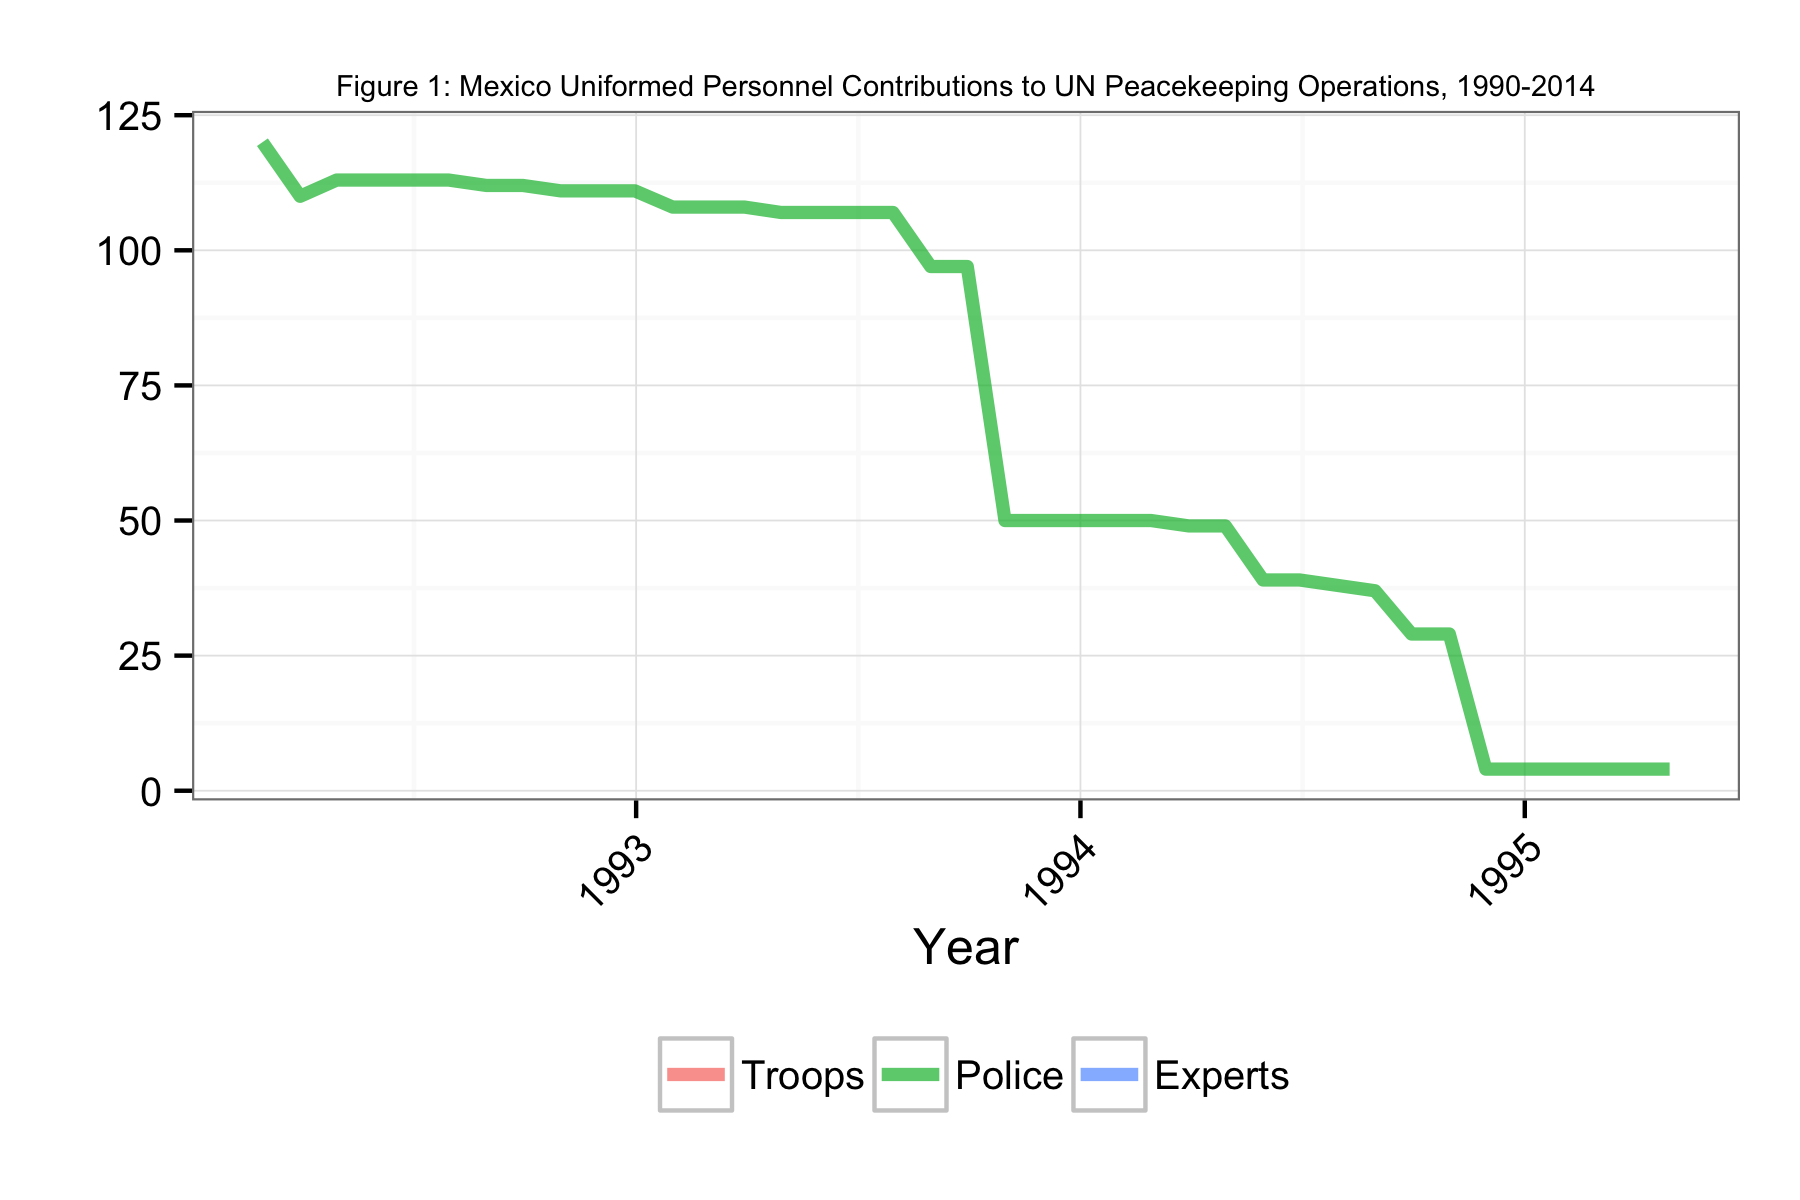 Figure 1: Mexico Uniformed Personnel Contributions to UN Peacekeeping Operations, 1990-2014
125
100
75
50
25
0
1993 1994 1995
Year
Troops Police Experts